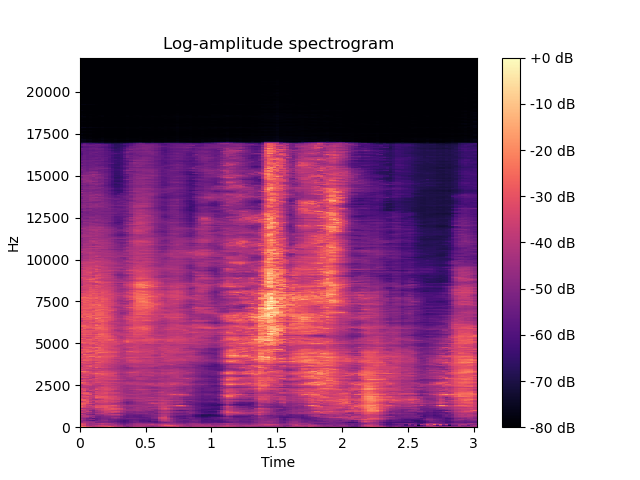 Log-amplitude spectrogram
Hz
20000
17500
15000
12500
10000
7500
5000
2500
0
0 0.5 1 1.5 2 2.5 3
Time
+0 dB
-10 dB
-20 dB
-30 dB
-40 dB
-50 dB
-60 dB
-70 dB
-80 dB